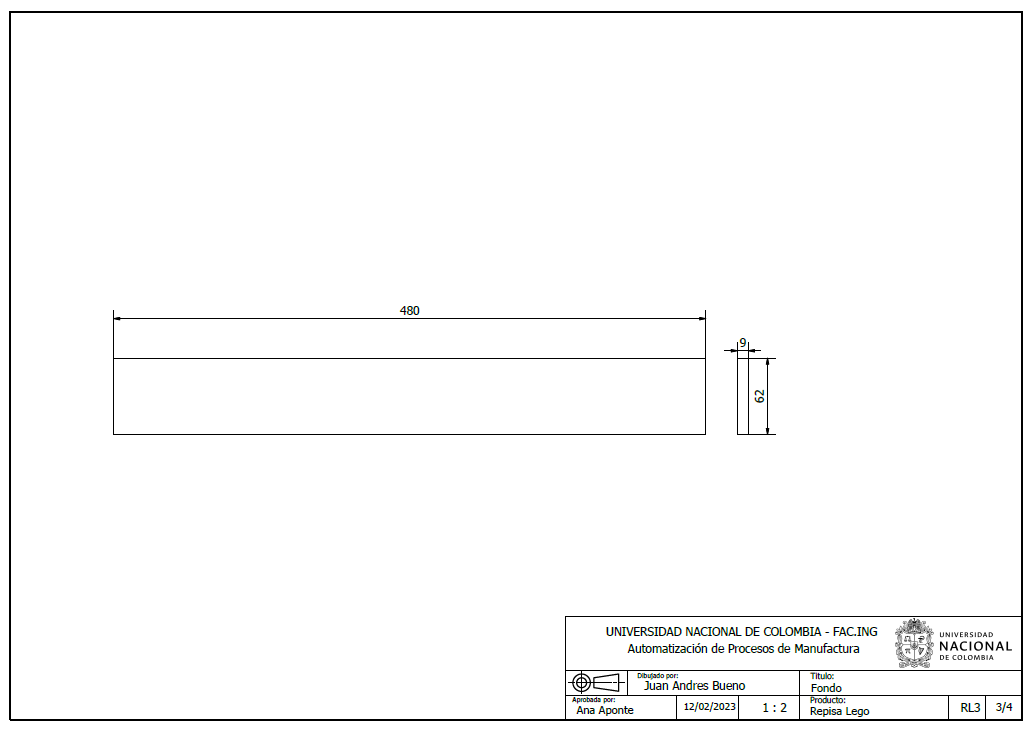 480
9
62
UNIVERSIDAD NACIONAL DE COLOMBIA - FAC.ING
Automatización de Procesos de Manufactura
UNIVERSIDAD
NACIONAL
DE COLOMBIA
Dibujado por:
Juan Andres Bueno
Titulo:
Fondo
Aprobada por:
Ana Aponte
12/02/2023
1 : 2
Producto:
Repisa Lego
RL3
3/4